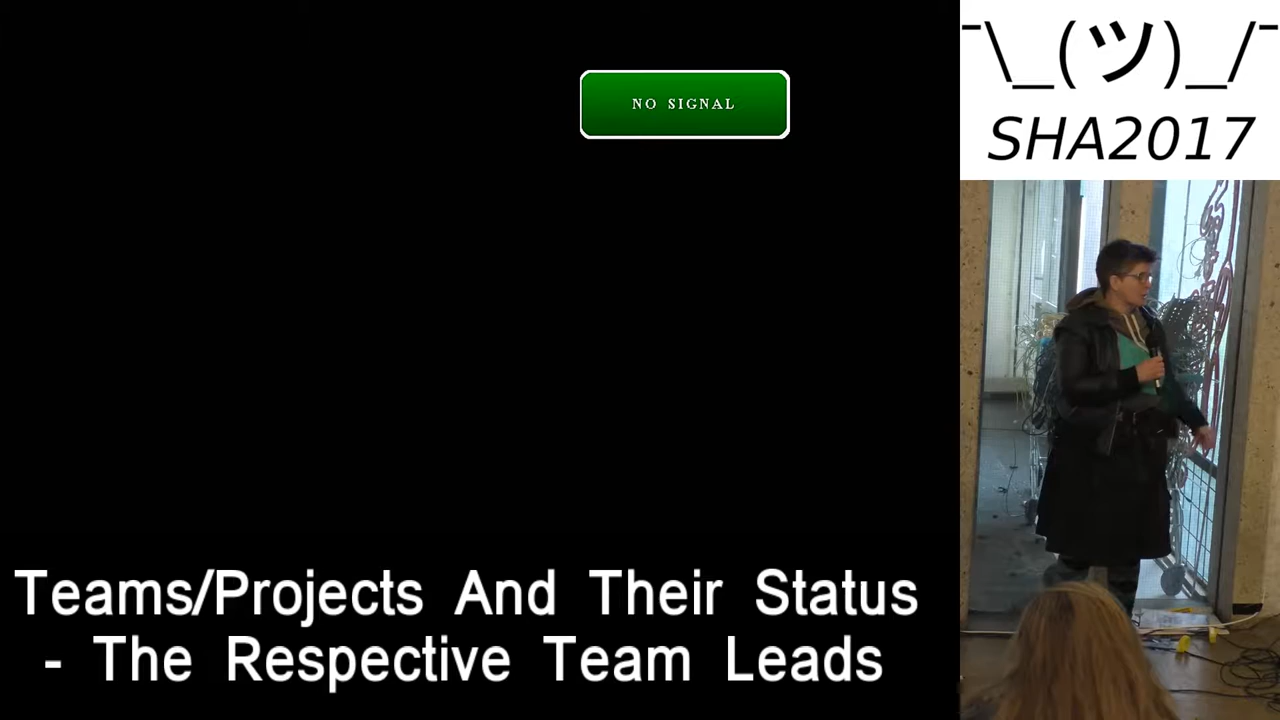 NO SIGNAL
¯\_(ツ)_/¯
SHA2017
Teams/Projects And Their Status
- The Respective Team Leads